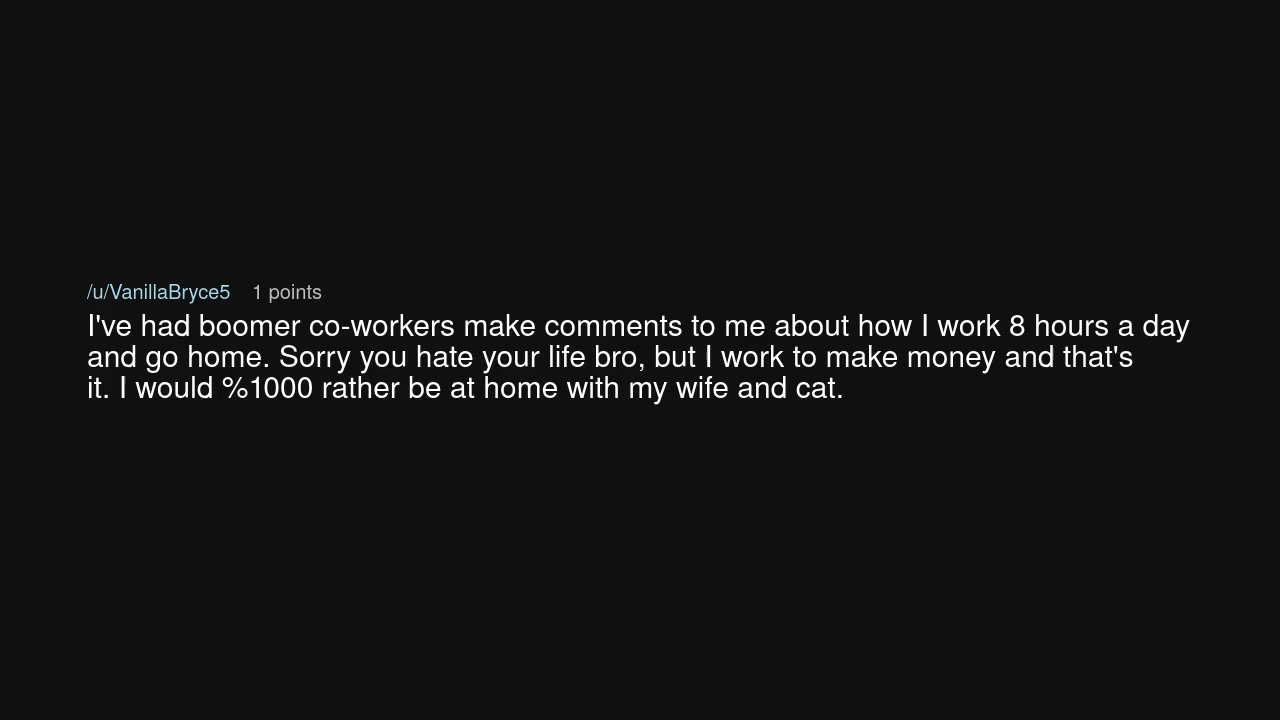 /u/VanillaBryce5 1 points
I've had boomer co-workers make comments to me about how I work 8 hours a day
and go home. Sorry you hate your life bro, but I work to make money and that's
it. I would %1000 rather be at home with my wife and cat.